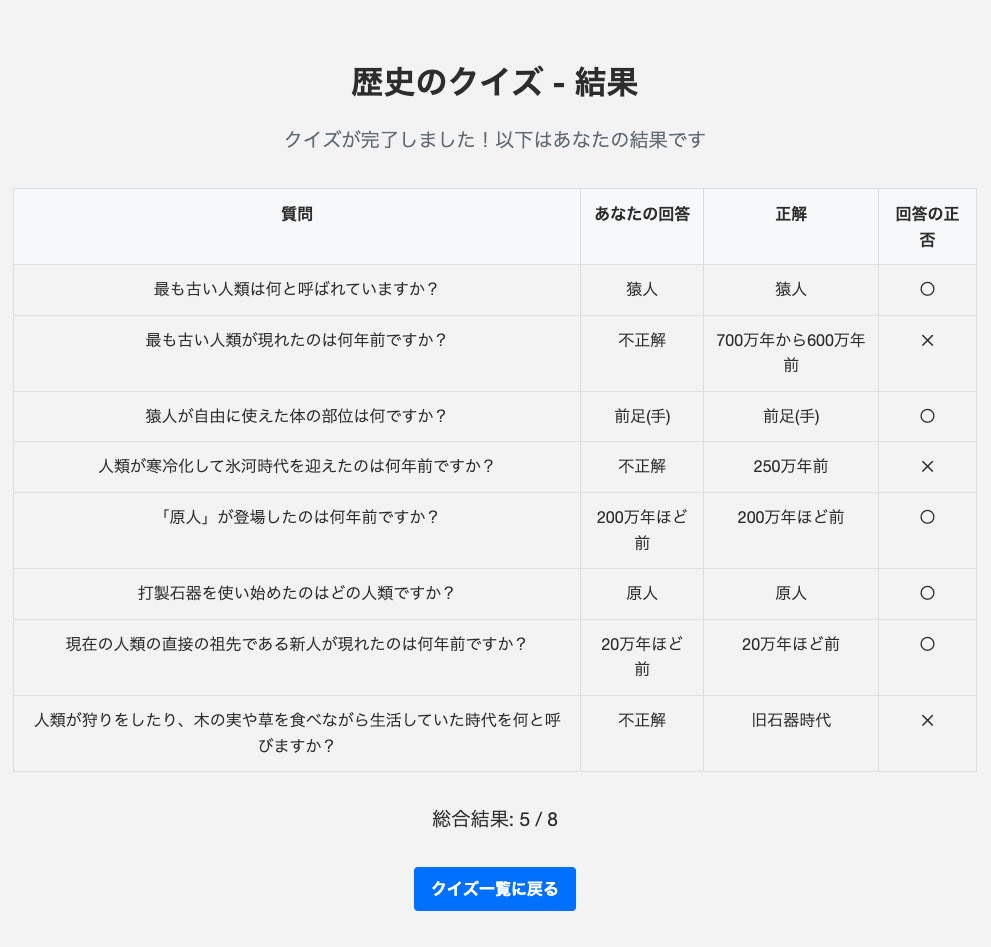 歴史のクイズ - 結果
クイズが完了しました！以下はあなたの結果です
質問 あなたの回答 正解 回答の正
否
最も古い人類は何と呼ばれていますか？ 猿人 猿人 〇
最も古い人類が現れたのは何年前ですか？ 不正解 700万年から600万年
前 ×
猿人が自由に使えた体の部位は何ですか？ 前足(手) 前足(手) 〇
人類が寒冷化して氷河時代を迎えたのは何年前ですか？ 不正解 250万年前 ×
「原人」が登場したのは何年前ですか？ 200万年ほど
前 200万年ほど前 〇
打製石器を使い始めたのはどの人類ですか？ 原人 原人 〇
現在の人類の直接の祖先である新人が現れたのは何年前ですか？ 20万年ほど
前 20万年ほど前 〇
人類が狩りをしたり、木の実や草を食べながら生活していた時代を何と呼
びますか？ 不正解 旧石器時代 ×
総合結果: 5 / 8
クイズ一覧に戻る